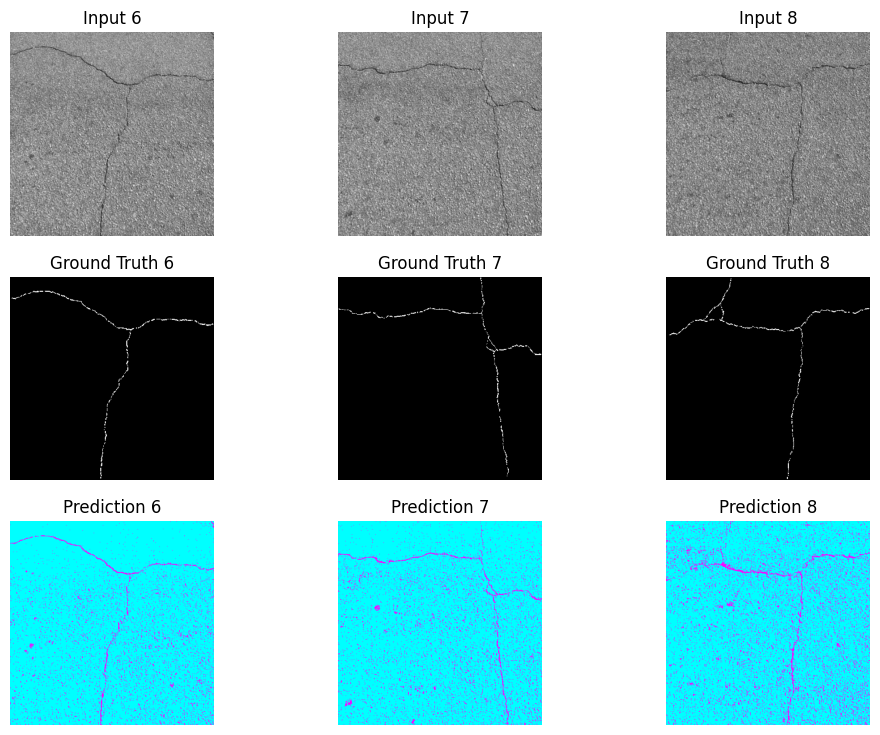 Input 6
Input 7
Input 8
Ground Truth 6
Ground Truth 7
Ground Truth 8
Prediction 6
Prediction 7
Prediction 8